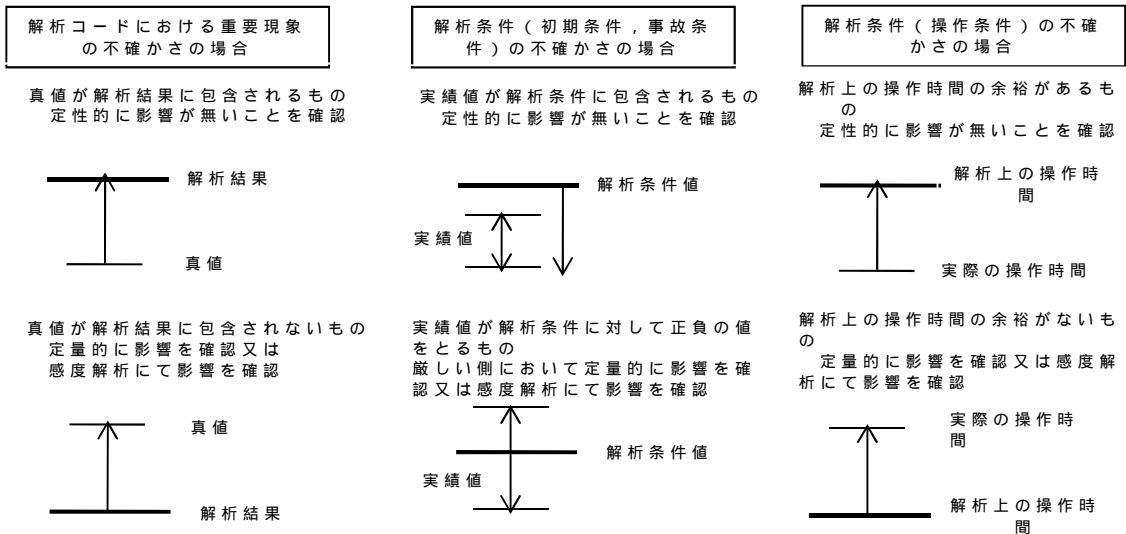 解析コードにおける重要現象
の不確かさの場合
真値が解析結果に包含されるもの
定性的に影響が無いことを確認
解析結果
真値
真値が解析結果に包含されないもの
定量的に影響を確認又は
感度解析にて影響を確認
真値
解析結果
解析条件(初期条件,事故条
件)の不確かさの場合
実績値が解析条件に包含されるもの
定性的に影響が無いことを確認
解析条件値
実績値
実績値が解析条件に対して正負の値
をとるもの
厳しい側において定量的に影響を確
認又は感度解析にて影響を確認
解析条件値
実績値
解析条件(操作条件)の不確
かさの場合
解析上の操作時間の余裕があるも
の
定性的に影響が無いことを確認
解析上の操作時
間
実際の操作時間
解析上の操作時間の余裕がないも
の
定量的に影響を確認又は感度解
析にて影響を確認
実際の操作時
間
解析上の操作時
間